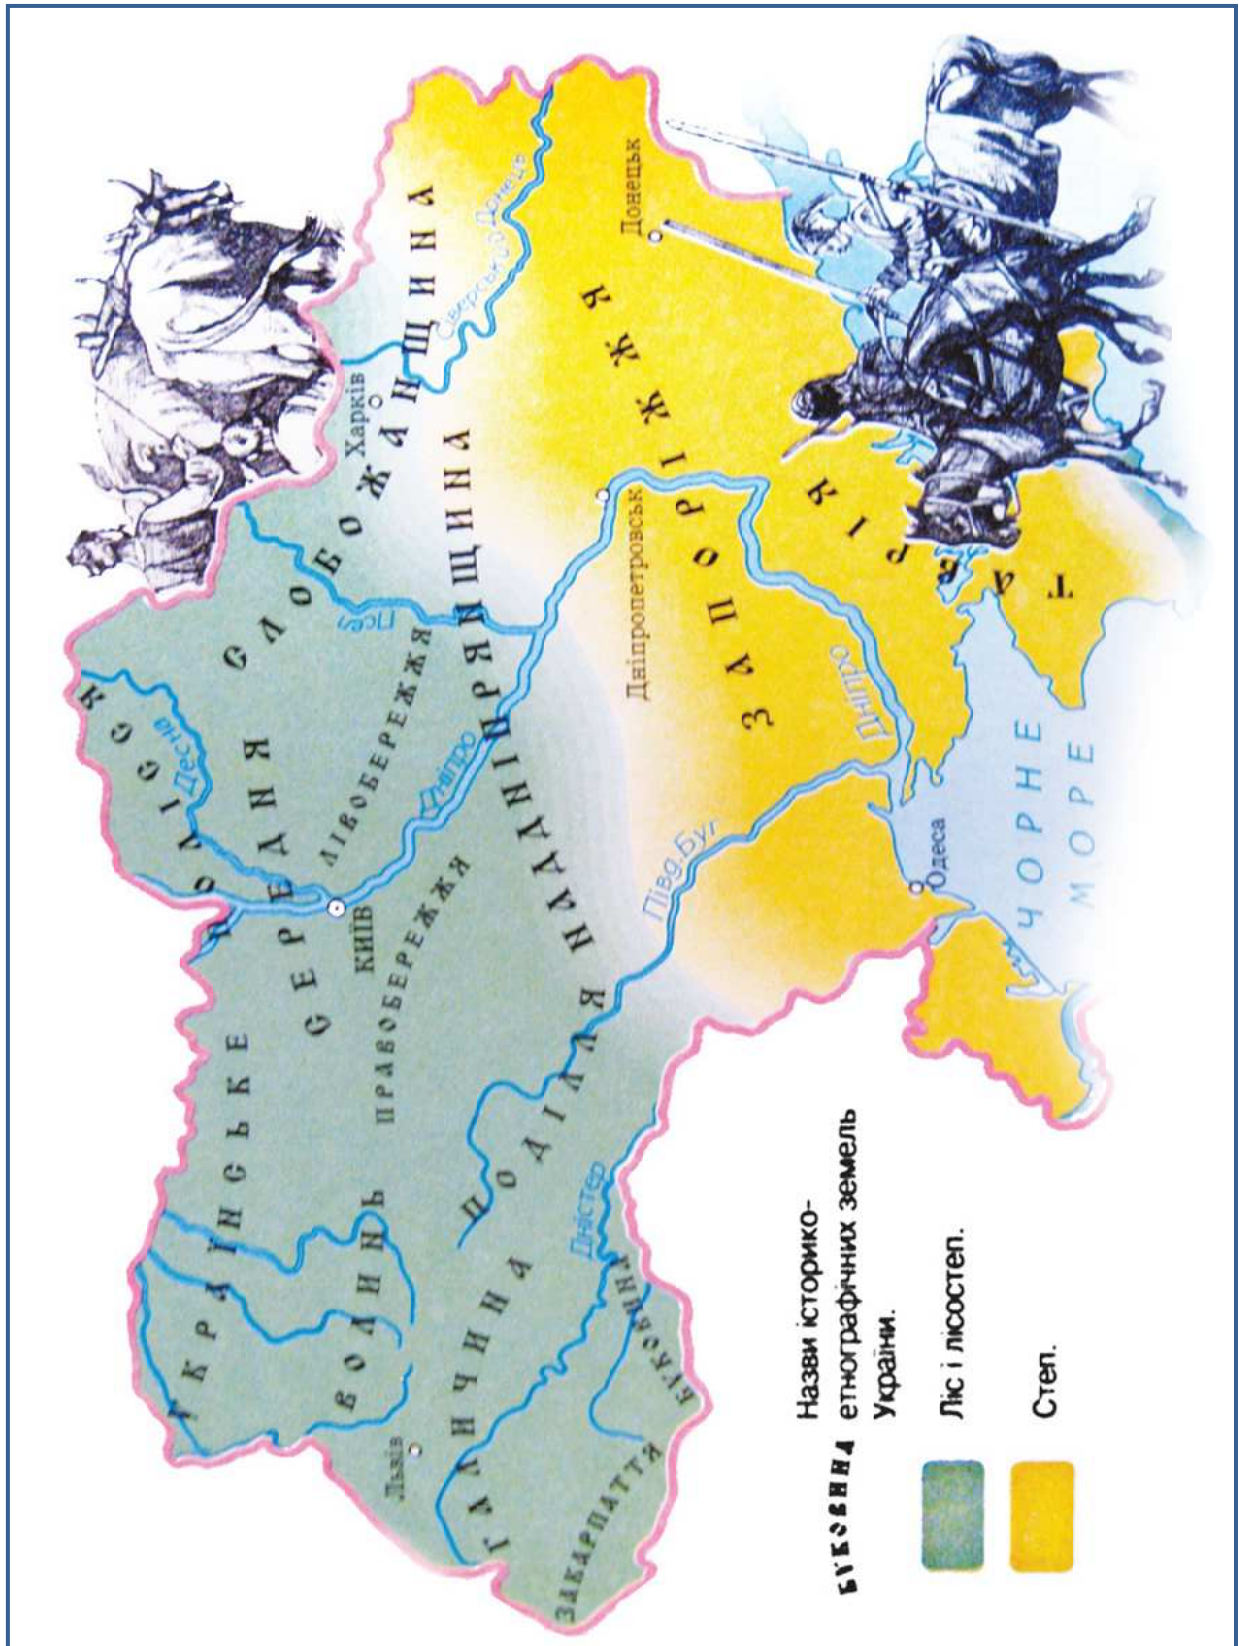 УКРАЇНСЬКЕ ПОЛІССЯ
ВОЛИНЬ
Львів
ГАЛИЧИНА
ЗАКАРПАТТЯ
БУКОВИНА
Дністер
ПОДІЛЛЯ
СЕРЕДНЯ НАДДНІПРЯНЩИНА
КИЇВ
ПРАВОБЕРЕЖЖЯ
ЛІВОБЕРЕЖЖЯ
Десна
Дніпро
Псел
СЛОБОЖАНЩИНА
Харків
Сіверський Донець
Півд. Буг
Дніпропетровськ
Донецьк
ЗАПОРІЖЖЯ
Дніпро
ТАВРІЯ
Одеса
ЧОРНЕ
МОРЕ
БУКОВИНА
Назви історико-
етнографічних земель
України.
Ліс і лісостеп.
Степ.